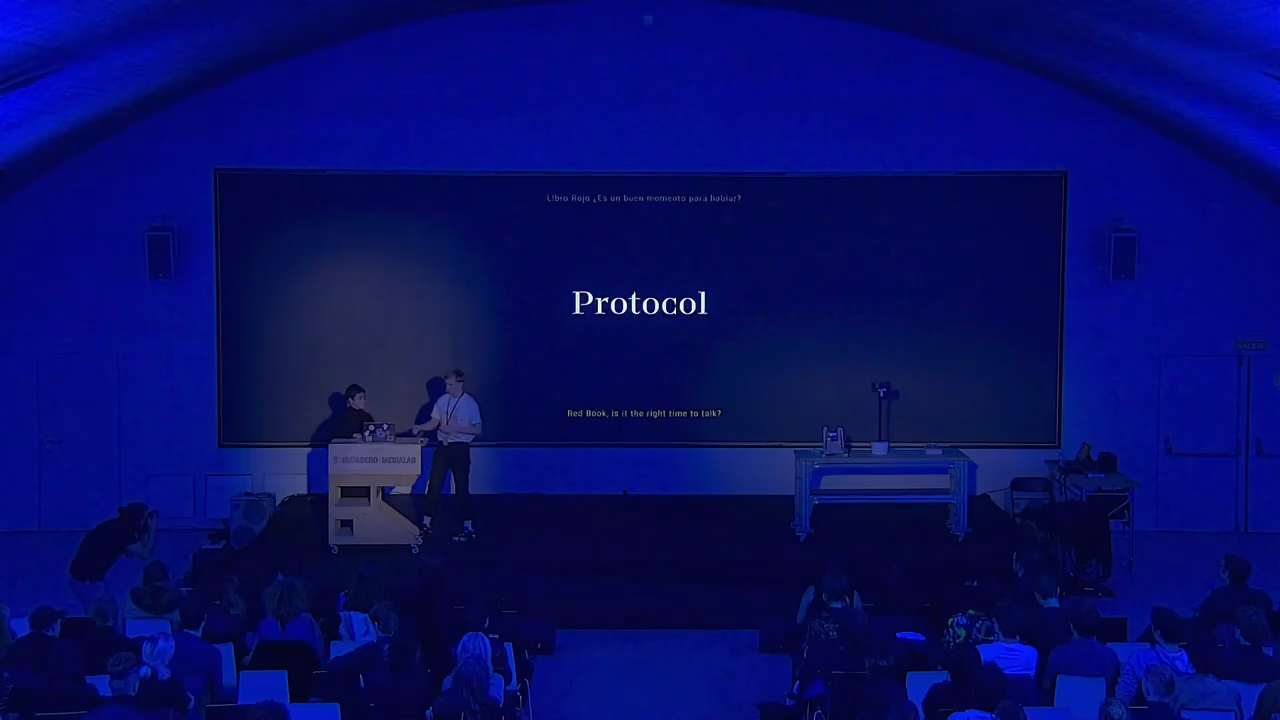 Libro Rojo ¿Es un buen momento para hablar?
Protocol
Red Book, is it the right time to talk?
MATADERO MEDIALAB
SALIDA